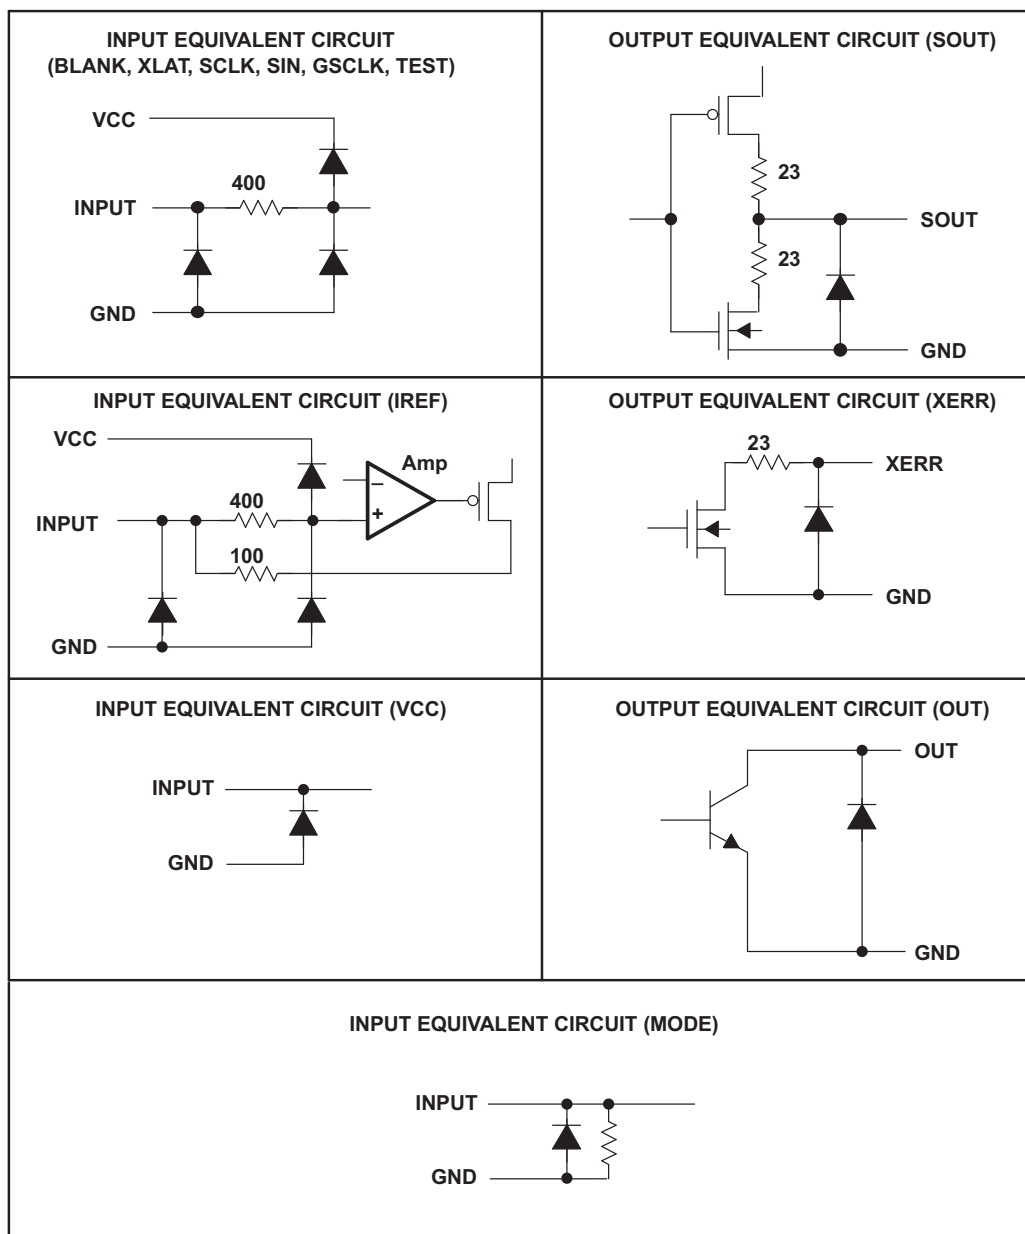 INPUT EQUIVALENT CIRCUIT
(BLANK, XLAT, SCLK, SIN, GSCLK, TEST)
VCC
400
INPUT
GND
OUTPUT EQUIVALENT CIRCUIT (SOUT)
23
SOUT
23
GND
INPUT EQUIVALENT CIRCUIT (IREF)
VCC
Amp
–
400
INPUT
+
100
GND
OUTPUT EQUIVALENT CIRCUIT (XERR)
23
XERR
GND
INPUT EQUIVALENT CIRCUIT (VCC)
INPUT
GND
OUTPUT EQUIVALENT CIRCUIT (OUT)
OUT
GND
INPUT EQUIVALENT CIRCUIT (MODE)
INPUT
GND